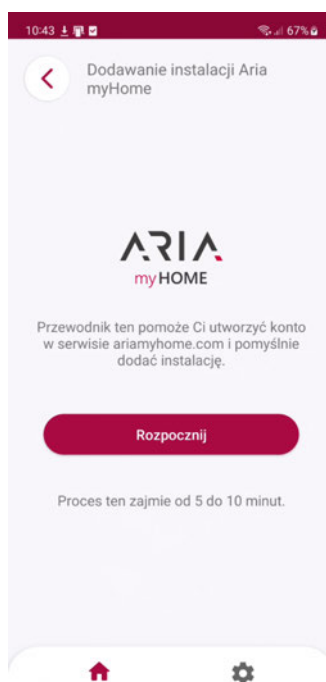 10:43 67%
Dodawanie instalacji Aria
myHome
ARIA
myHOME
Przewodnik ten pomoże Ci utworzyć konto
w serwisie ariamyhome.com i pomyślnie
dodać instalację.
Rozpocznij
Proces ten zajmie od 5 do 10 minut.